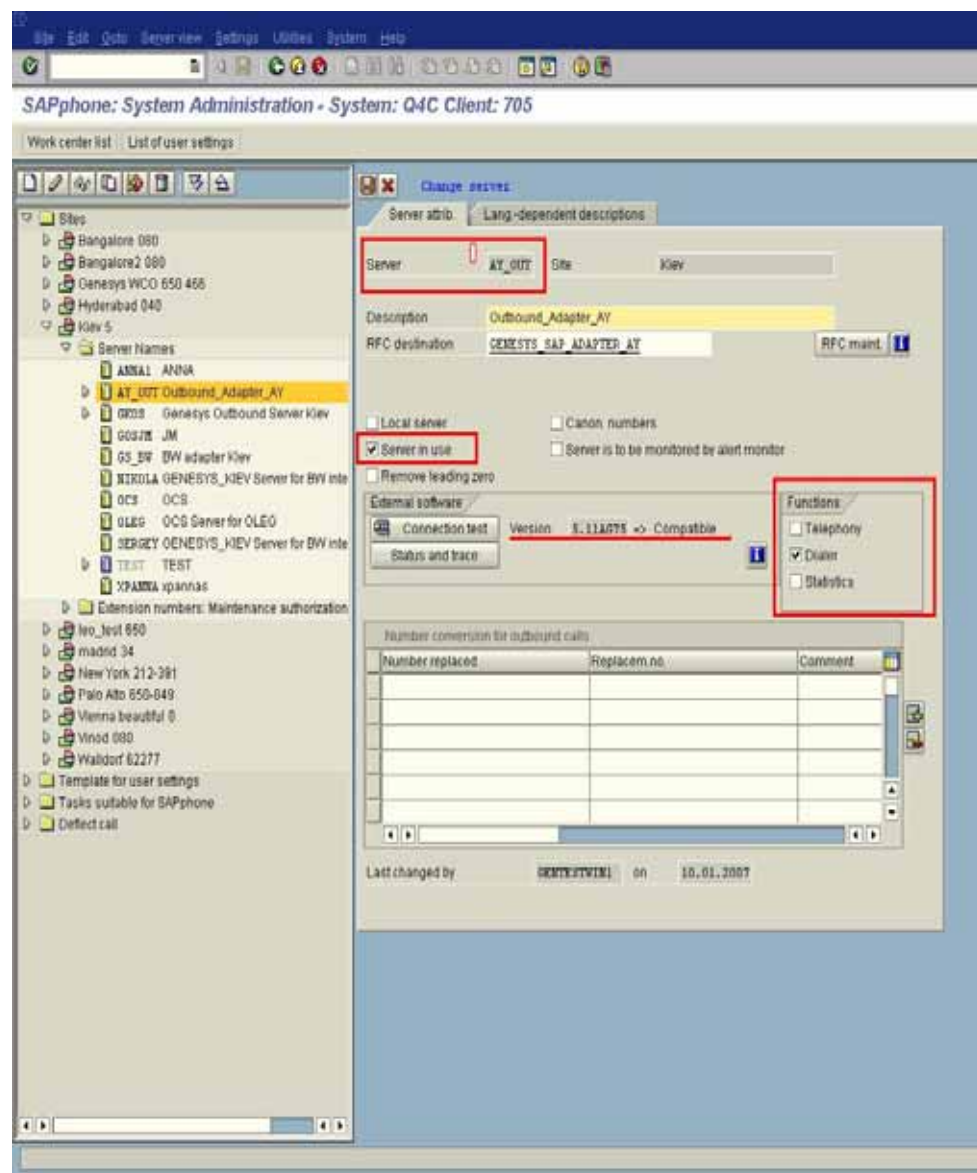 Site Edit Goto Server view Settings Utilities System Help
SAPphone: System Administration - System: Q4C Client: 705
Work center list List of user settings
Sites
Bangalore 080
Bangalore2 080
Genesys WCO 650 466
Hyderabad 040
Kiev 5
Server Names
ANNA1 ANNA
AY_OUT Outbound_Adapter_AY
GEOS Genesys Outbound Server Kiev
GOSJM JM
GS_BW BW adapter Kiev
NIKOLA GENESYS_KIEV Server for BW inte
OCS OCS
OLEG OCS Server for OLEG
SERGEY GENESYS_KIEV Server for BW inte
TEST TEST
XPANNA xpannas
Extension numbers: Maintenance authorization
leo_test 650
madrid 34
New York 212-381
Palo Alto 650-849
Vienna beautiful 0
Vinod 080
Walldorf 62277
Template for user settings
Tasks suitable for SAPphone
Deflect call
Change server
Server attrib. Lang.-dependent descriptions
Server AY_OUT Site Kiev
Description Outbound_Adapter_AY
RFC destination GENESYS_SAP_ADAPTER_AY RFC maint.
Local server Canon. numbers
Server in use Server is to be monitored by alert monitor
Remove leading zero
External software Functions
Connection test Version 5.11AG75 => Compatible Telephony
Status and trace Dialer
Statistics
Number conversion for outbound calls
Number replaced Replacem.no. Comment
Last changed by GENTESTWIN1 on 10.01.2007